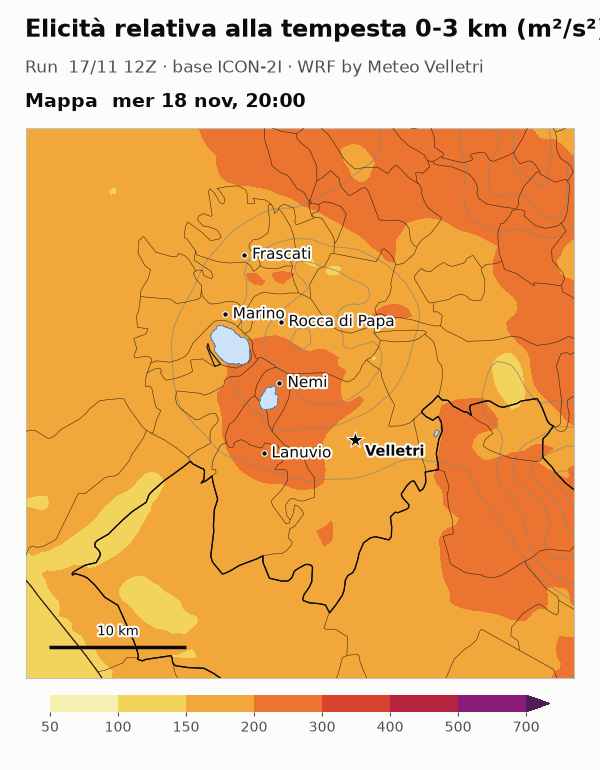 Elicità relativa alla tempesta 0-3 km (m²/s²)
Run  17/11 12Z · base ICON-2I · WRF by Meteo Velletri
Mappa  mer 18 nov, 20:00
Frascati
Marino
Rocca di Papa
Nemi
Velletri
Lanuvio
10 km
50 100 150 200 300 400 500 700